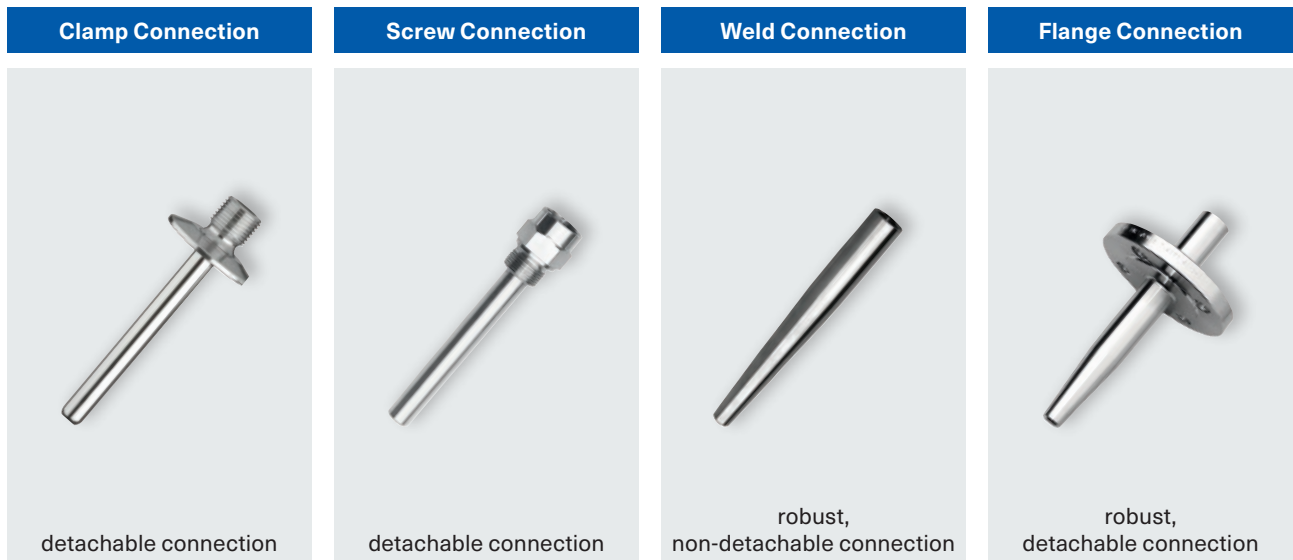 Clamp Connection
Screw Connection
Weld Connection
Flange Connection
detachable connection
detachable connection
robust,
non-detachable connection
robust,
detachable connection